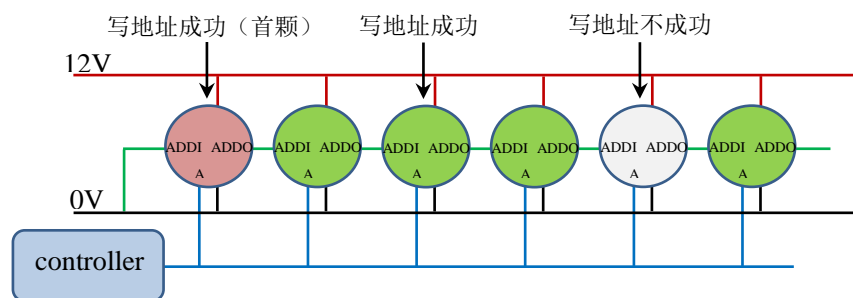 写地址成功（首颗） 写地址成功 写地址不成功
12V
ADDI ADDO ADDI ADDO ADDI ADDO ADDI ADDO ADDI ADDO ADDI ADDO
A A A A A A
0V
controller